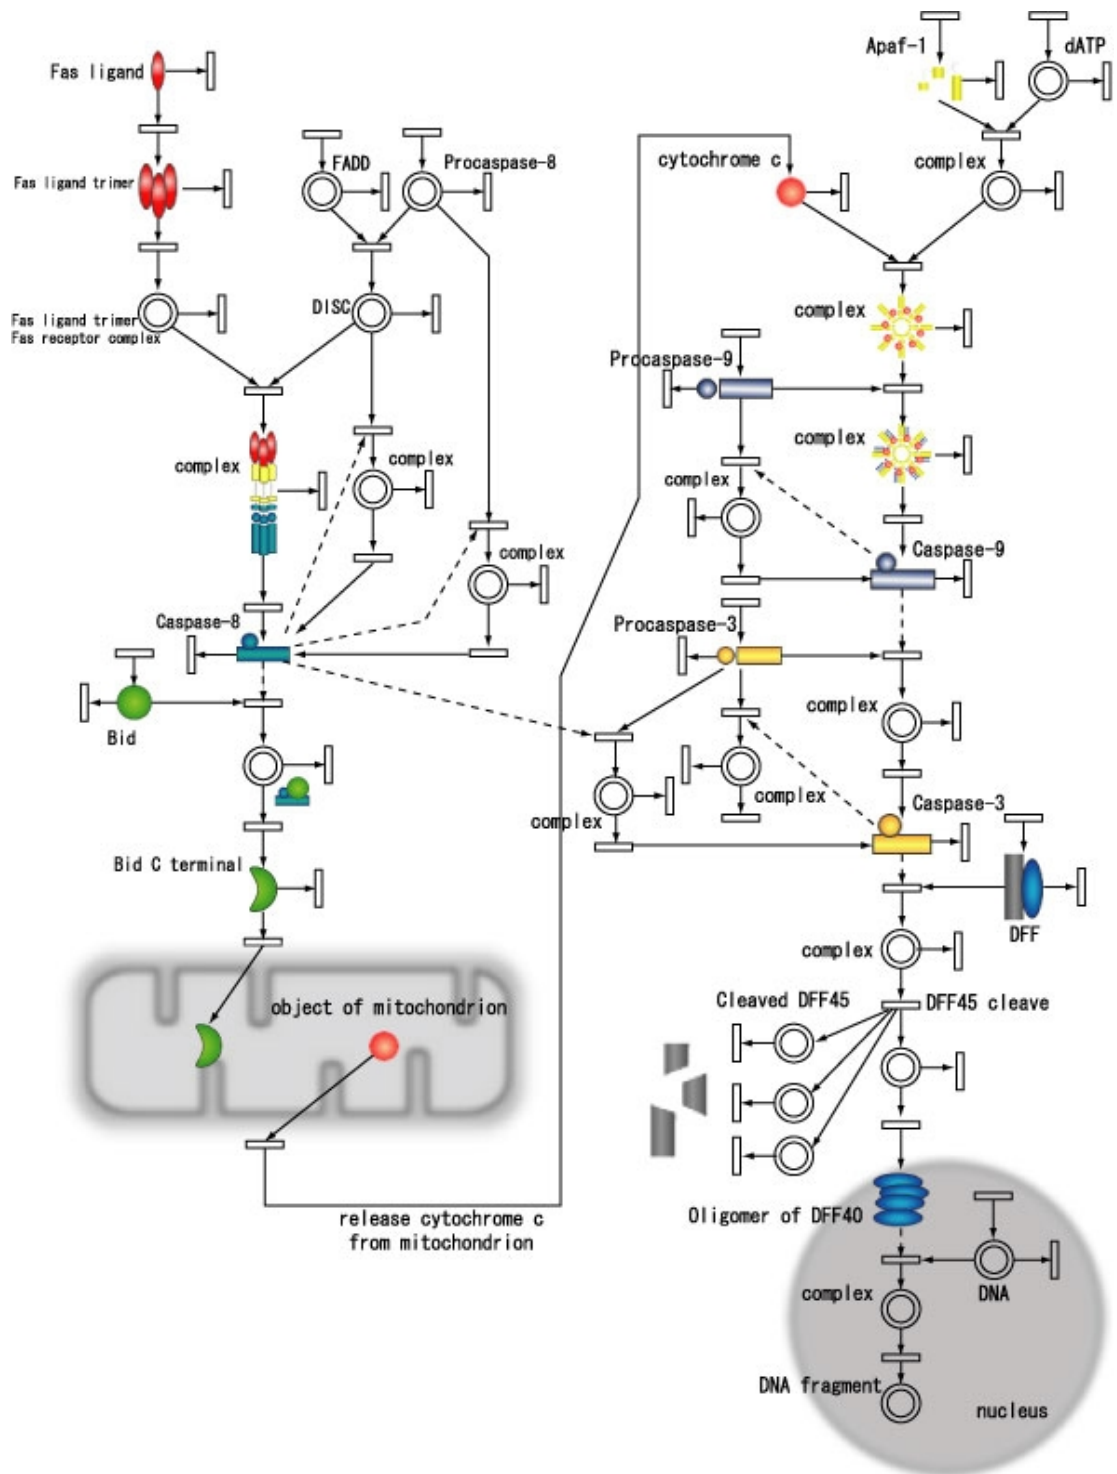 Apaf-1
dATP
Fas ligand
FADD
Procaspase-8
cytochrome c
complex
Fas ligand trimer
DISC
complex
Fas ligand trimer
Fas receptor complex
Procaspase-9
complex
complex
complex
complex
complex
Caspase-9
Caspase-8
Procaspase-3
complex
Bid
complex
complex
Caspase-3
Bid C terminal
DFF
complex
object of mitochondrion
Cleaved DFF45
DFF45 cleave
release cytochrome c
from mitochondrion
Oligomer of DFF40
complex
DNA
DNA fragment
nucleus